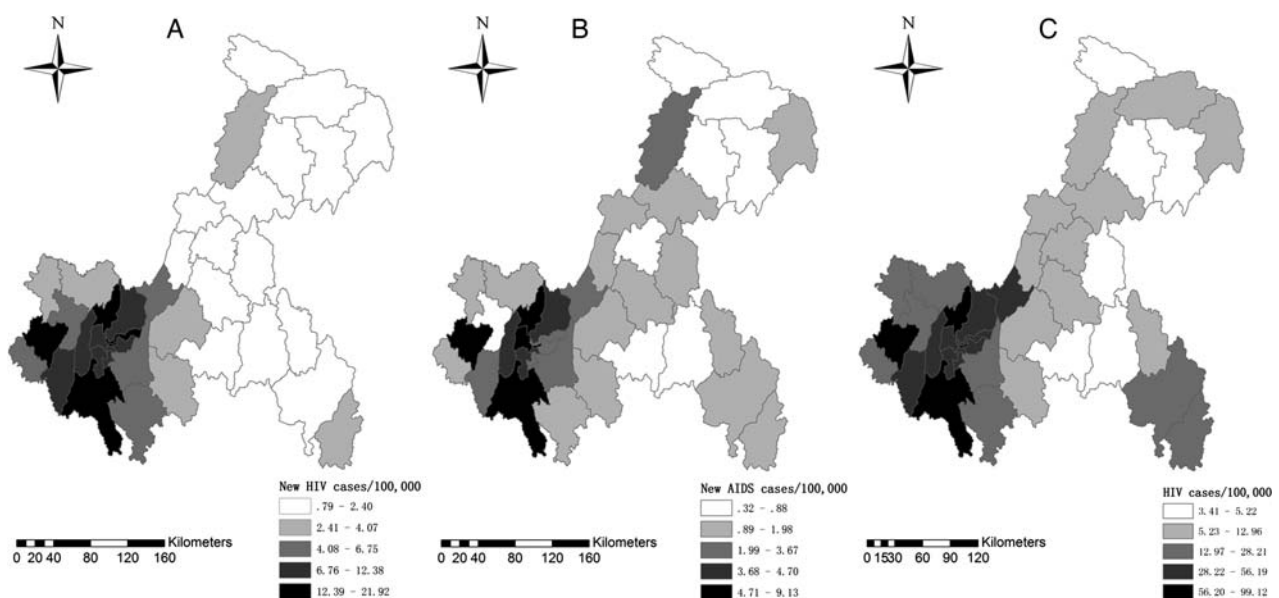 N
A
New HIV cases/100,000
.79 - 2.40
2.41 - 4.07
4.08 - 6.75
6.76 - 12.38
12.39 - 21.92
Kilometers
0 20 40 80 120 160
N
B
New AIDS cases/100,000
.32 - .88
.89 - 1.98
1.99 - 3.67
3.68 - 4.70
4.71 - 9.13
Kilometers
0 20 40 80 120 160
N
C
HIV cases/100,000
3.41 - 5.22
5.23 - 12.96
12.97 - 28.21
28.22 - 56.19
56.20 - 99.12
Kilometers
0 15 30 60 90 120